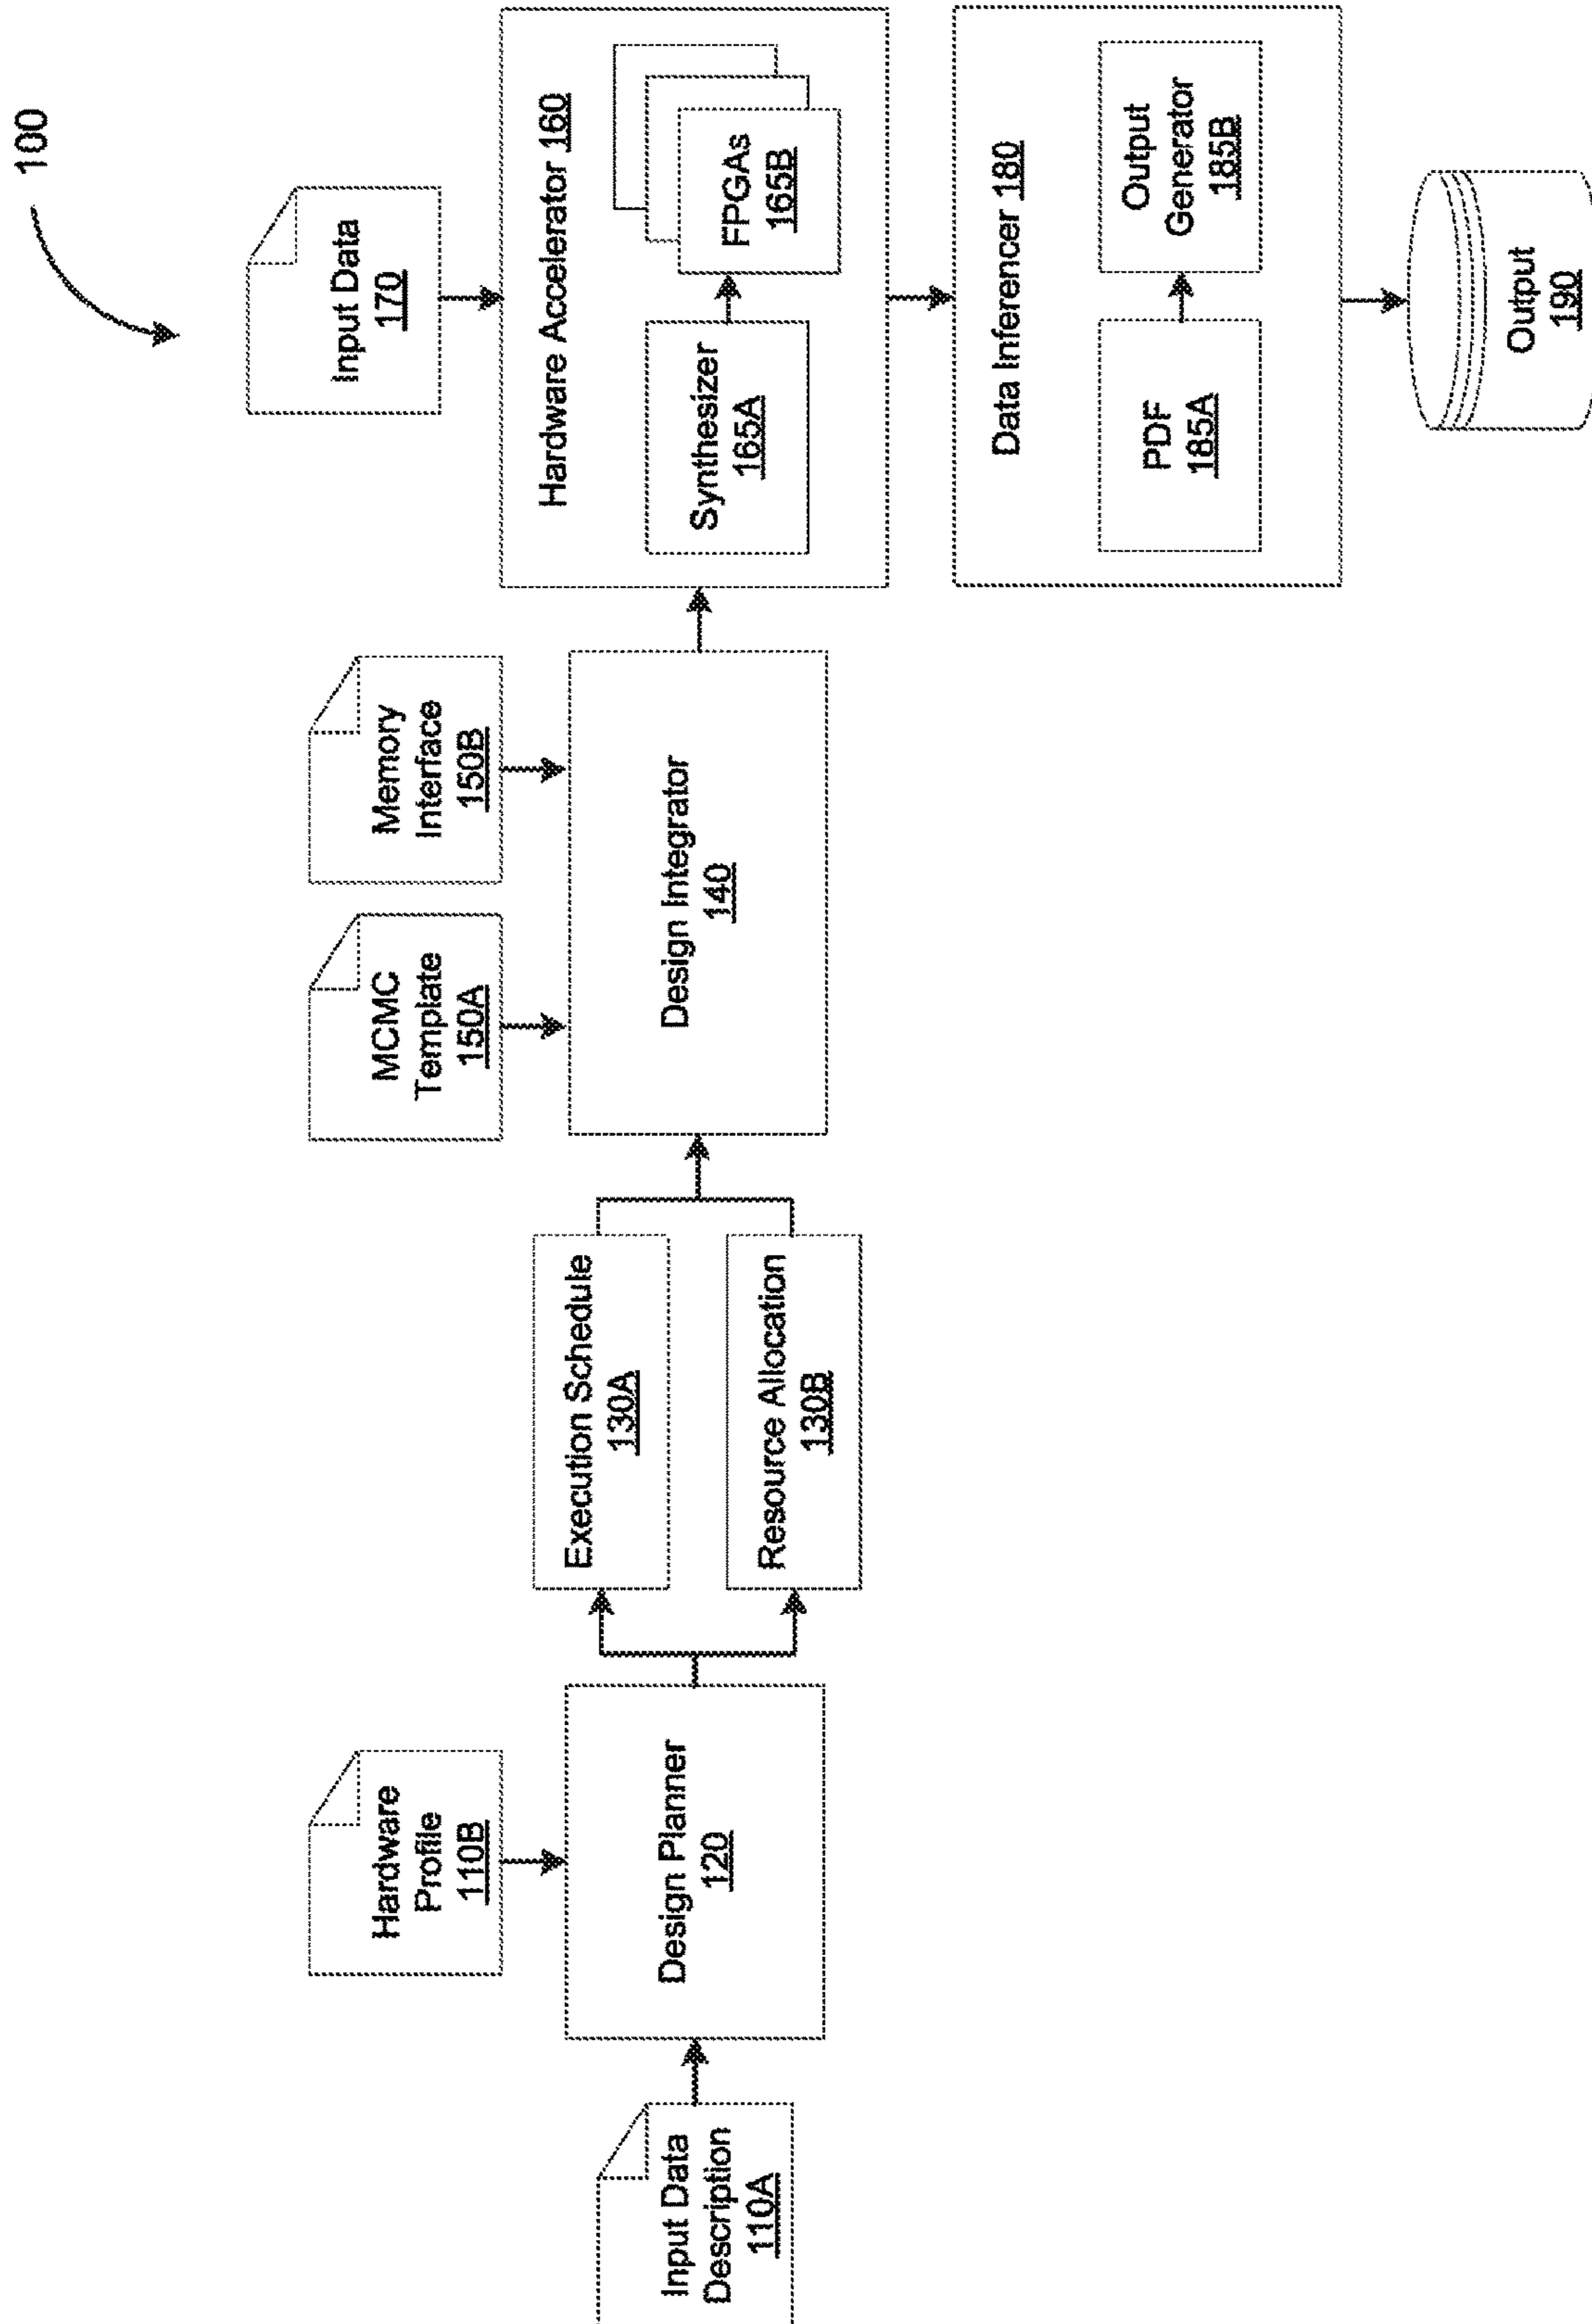 100
Input Data
Description
110A
Hardware
Profile
110B
Design Planner
120
Execution Schedule
130A
Resource Allocation
130B
MCMC
Template
150A
Memory
Interface
150B
Design Integrator
140
Input Data
170
Hardware Accelerator 160
Synthesizer
165A
FPGAs
165B
Data Inferencer 180
PDF
185A
Output
Generator
185B
Output
190